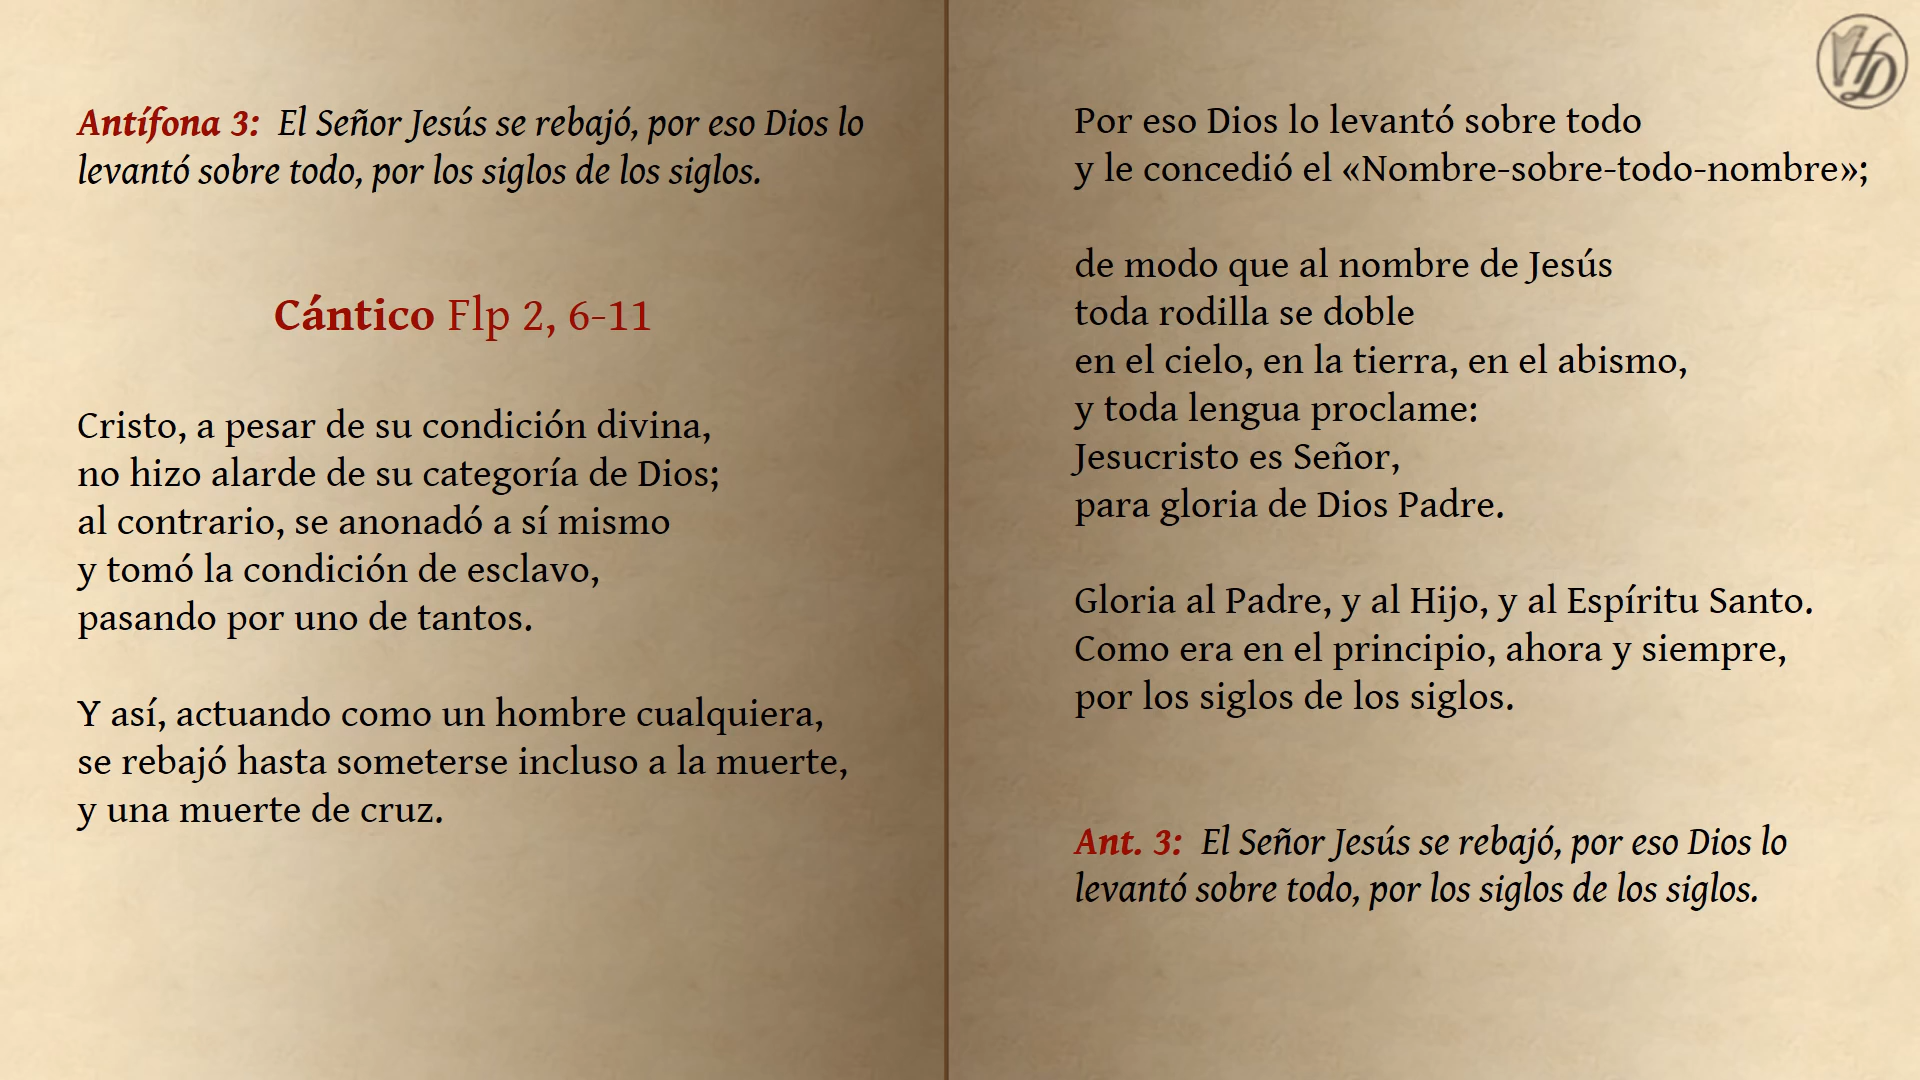 Antífona 3: El Señor Jesús se rebajó, por eso Dios lo
levantó sobre todo, por los siglos de los siglos.
Cántico Flp 2, 6-11
Cristo, a pesar de su condición divina,
no hizo alarde de su categoría de Dios;
al contrario, se anonadó a sí mismo
y tomó la condición de esclavo,
pasando por uno de tantos.
Y así, actuando como un hombre cualquiera,
se rebajó hasta someterse incluso a la muerte,
y una muerte de cruz.
Por eso Dios lo levantó sobre todo
y le concedió el «Nombre-sobre-todo-nombre»;
de modo que al nombre de Jesús
toda rodilla se doble
en el cielo, en la tierra, en el abismo,
y toda lengua proclame:
Jesucristo es Señor,
para gloria de Dios Padre.
Gloria al Padre, y al Hijo, y al Espíritu Santo.
Como era en el principio, ahora y siempre,
por los siglos de los siglos.
Ant. 3: El Señor Jesús se rebajó, por eso Dios lo
levantó sobre todo, por los siglos de los siglos.
HD